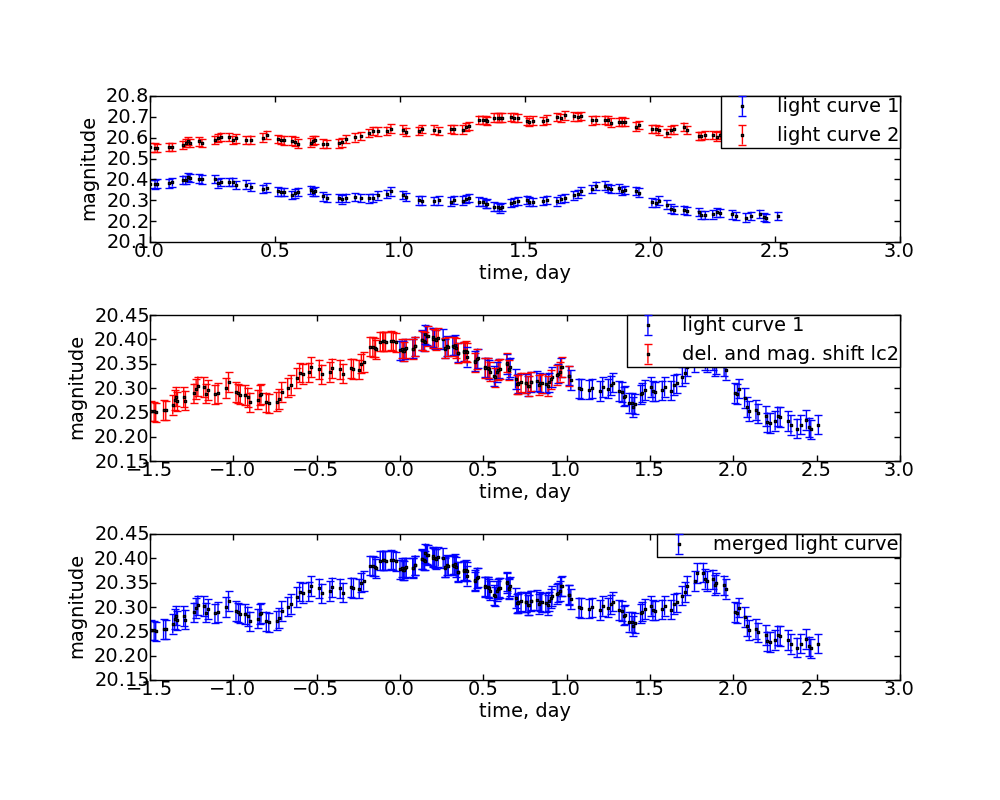 20.8
20.7
20.6
20.5
20.4
20.3
20.2
20.1
magnitude
light curve 1
light curve 2
0.0 0.5 1.0 1.5 2.0 2.5 3.0
time, day
20.45
20.40
20.35
20.30
20.25
20.20
20.15
magnitude
light curve 1
del. and mag. shift lc2
−1.5 −1.0 −0.5 0.0 0.5 1.0 1.5 2.0 2.5 3.0
time, day
20.45
20.40
20.35
20.30
20.25
20.20
20.15
magnitude
merged light curve
−1.5 −1.0 −0.5 0.0 0.5 1.0 1.5 2.0 2.5 3.0
time, day